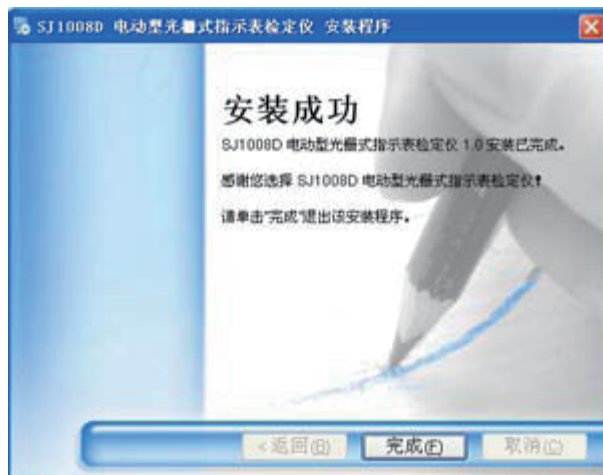 SJ1008D 电动型光栅式指示表检定仪 安装程序
安装成功
SJ1008D 电动型光栅式指示表检定仪 1.0 安装已完成。
感谢您选择 SJ1008D 电动型光栅式指示表检定仪!
请单击"完成"退出该安装程序。
<返回(B)
完成(F)
取消(C)